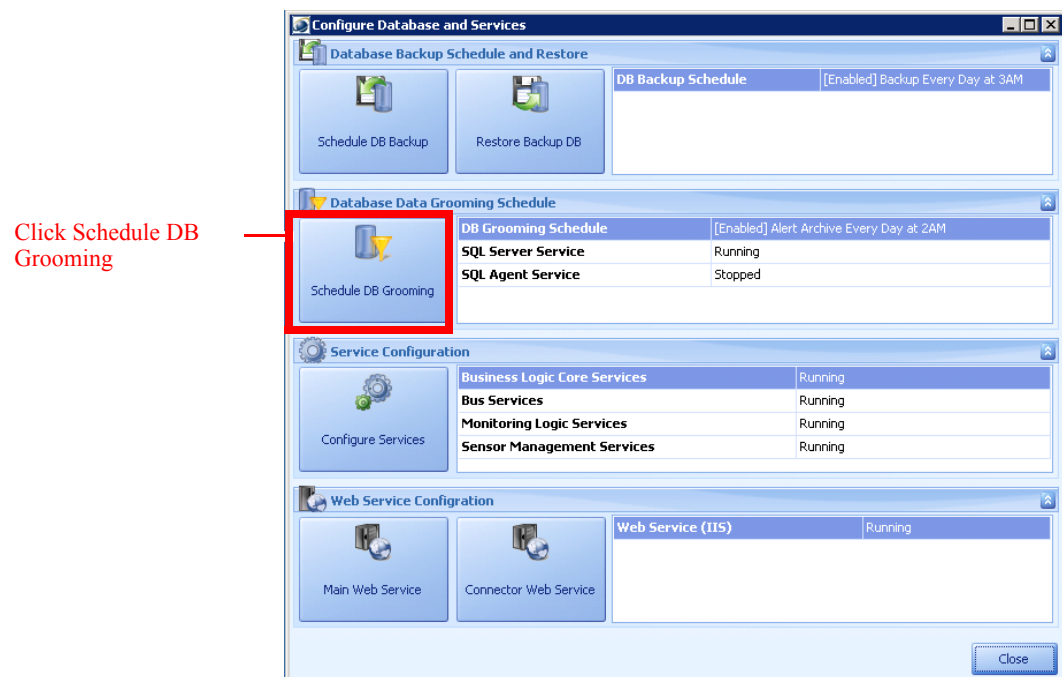 Configure Database and Services
Database Backup Schedule and Restore
Schedule DB Backup
Restore Backup DB
DB Backup Schedule [Enabled] Backup Every Day at 3AM
Database Data Grooming Schedule
Click Schedule DB
Grooming
Schedule DB Grooming
DB Grooming Schedule [Enabled] Alert Archive Every Day at 2AM
SQL Server Service Running
SQL Agent Service Stopped
Service Configuration
Configure Services
Business Logic Core Services Running
Bus Services Running
Monitoring Logic Services Running
Sensor Management Services Running
Web Service Configration
Main Web Service
Connector Web Service
Web Service (IIS) Running
Close